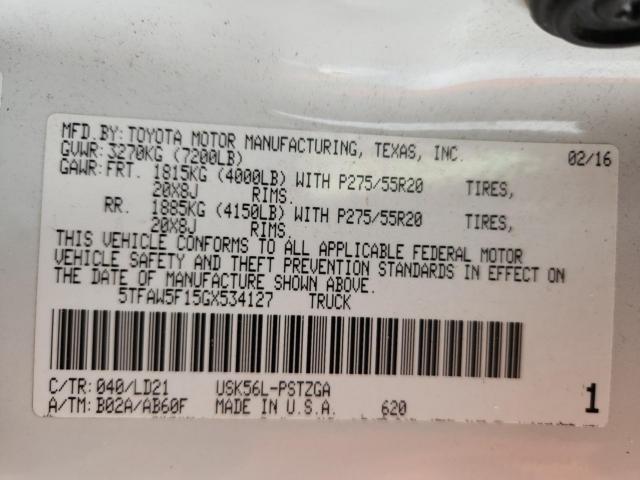 MFD.BY: TOYOTA MOTOR MANUFACTURING, TEXAS, INC. 02/16
GVWR: 3270KG (7200LB)
GAWR: FRT. 1815KG (4000LB) WITH P275/55R20 TIRES,
20X8J RIMS.
RR. 1885KG (4150LB) WITH P275/55R20 TIRES,
20X8J RIMS.
THIS VEHICLE CONFORMS TO ALL APPLICABLE FEDERAL MOTOR
VEHICLE SAFETY AND THEFT PREVENTION STANDARDS IN EFFECT ON
THE DATE OF MANUFACTURE SHOWN ABOVE.
5TFAW5F15GX534127 TRUCK
C/TR: 040/LD21 USK56L-PSTZGA
A/TM: B02A/AB60F MADE IN U.S.A. 620 1